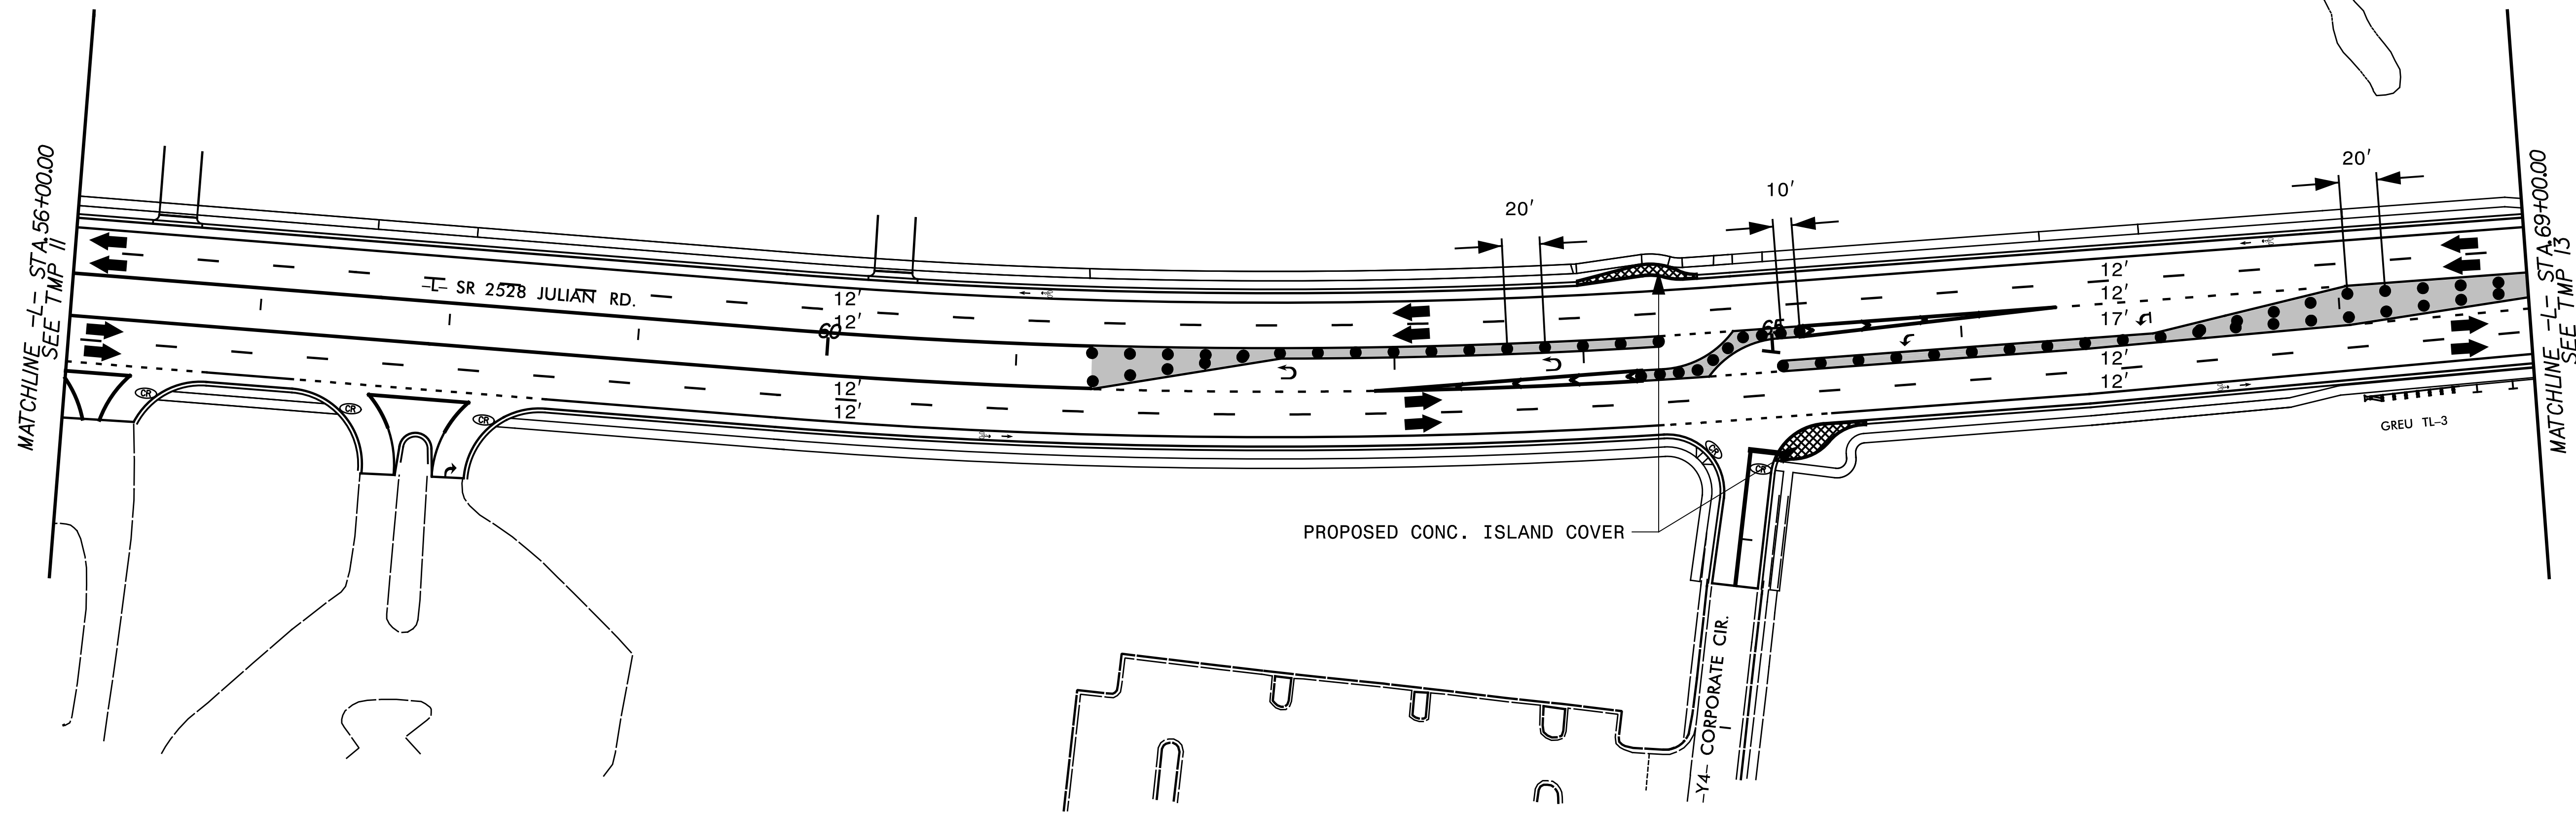 MATCHLINE -L- STA.56+00.00
SEE TMP 11
-L- SR 2528 JULIAN RD.
60
12'
12'
12'
12'
20'
10'
20'
65
12'
12'
17'
12'
12'
CR
CR
CR
CR
CR
PROPOSED CONC. ISLAND COVER
-Y4- CORPORATE CIR.
GREU TL-3
MATCHLINE -L- STA.69+00.00
SEE TMP 13